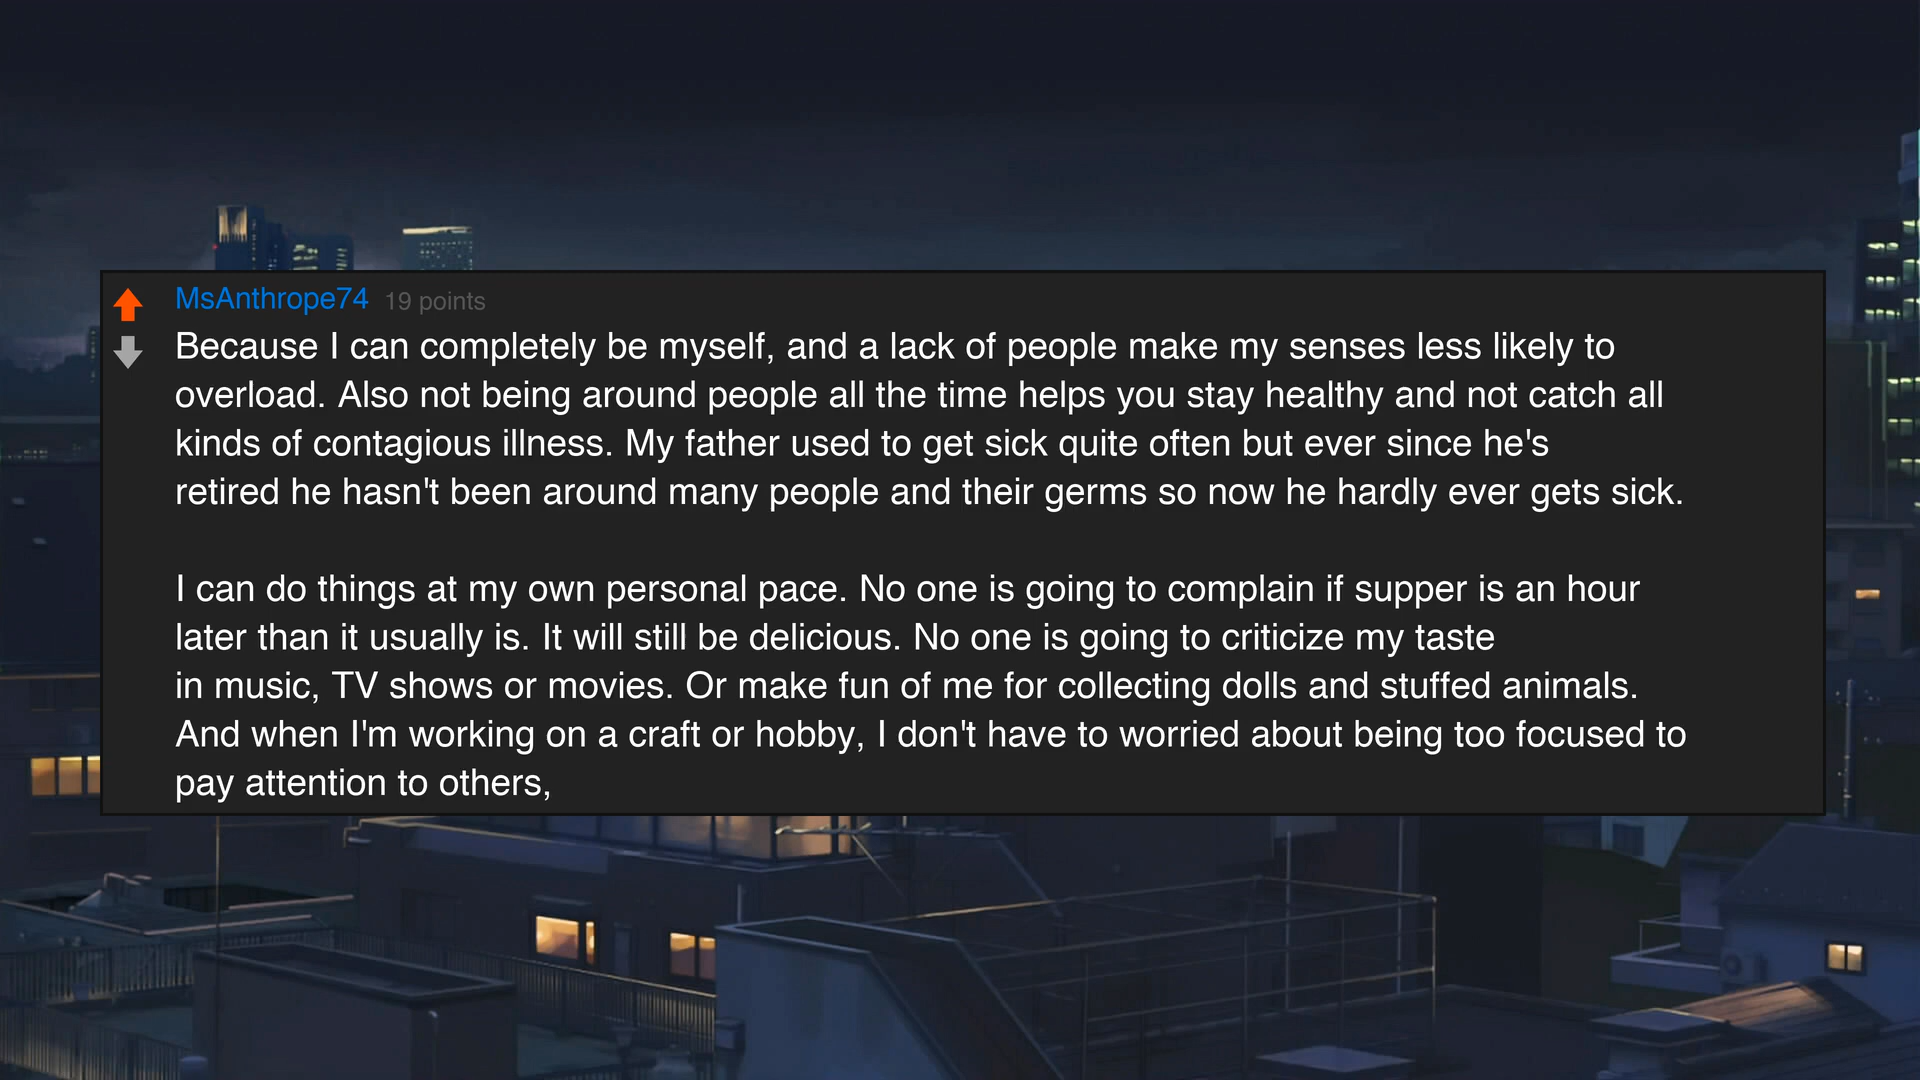 MsAnthrope74 19 points
Because I can completely be myself, and a lack of people make my senses less likely to
overload. Also not being around people all the time helps you stay healthy and not catch all
kinds of contagious illness. My father used to get sick quite often but ever since he's
retired he hasn't been around many people and their germs so now he hardly ever gets sick.
I can do things at my own personal pace. No one is going to complain if supper is an hour
later than it usually is. It will still be delicious. No one is going to criticize my taste
in music, TV shows or movies. Or make fun of me for collecting dolls and stuffed animals.
And when I'm working on a craft or hobby, I don't have to worried about being too focused to
pay attention to others,